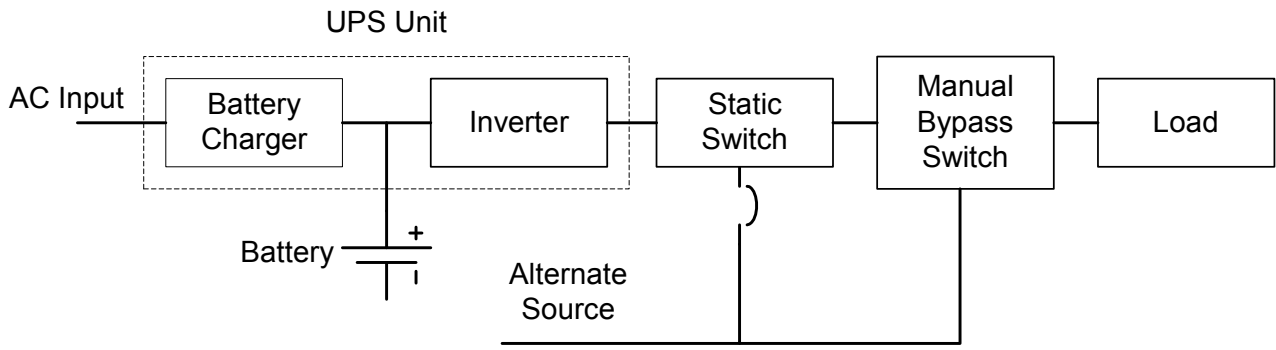 UPS Unit
AC Input
Battery
Charger
Inverter
Static
Switch
Manual
Bypass
Switch
Load
Battery
+
–
Alternate
Source